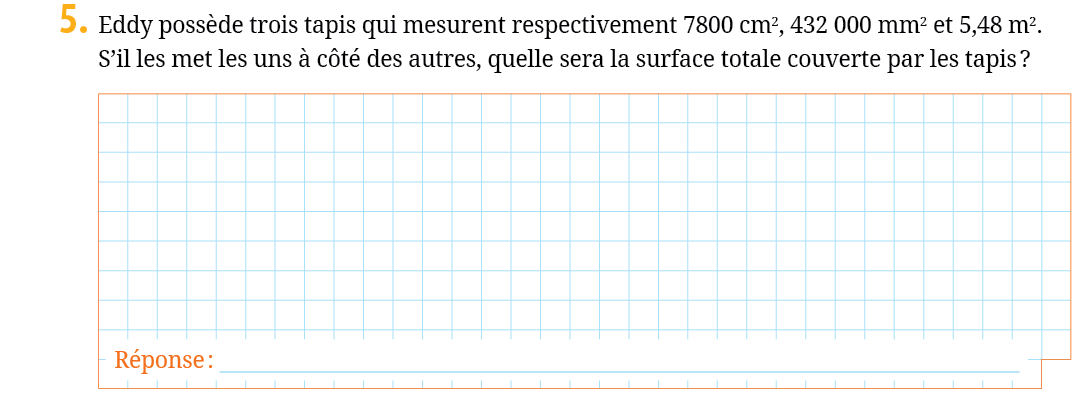 5. Eddy possède trois tapis qui mesurent respectivement 7800 cm², 432 000 mm² et 5,48 m².
S’il les met les uns à côté des autres, quelle sera la surface totale couverte par les tapis ?
Réponse :